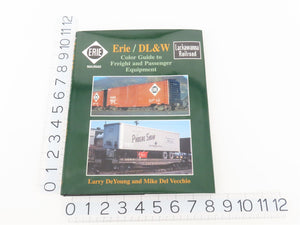 ERIE
RAILROAD
Erie / DL&W
Lackawanna
Railroad
Color Guide to
Freight and Passenger
Equipment
Larry DeYoung and Mike Del Vecchio
0 1 2 3 4 5 6 7 8 9 10 11 12
0 1 2 3 4 5 6 7 8 9 10 11 12